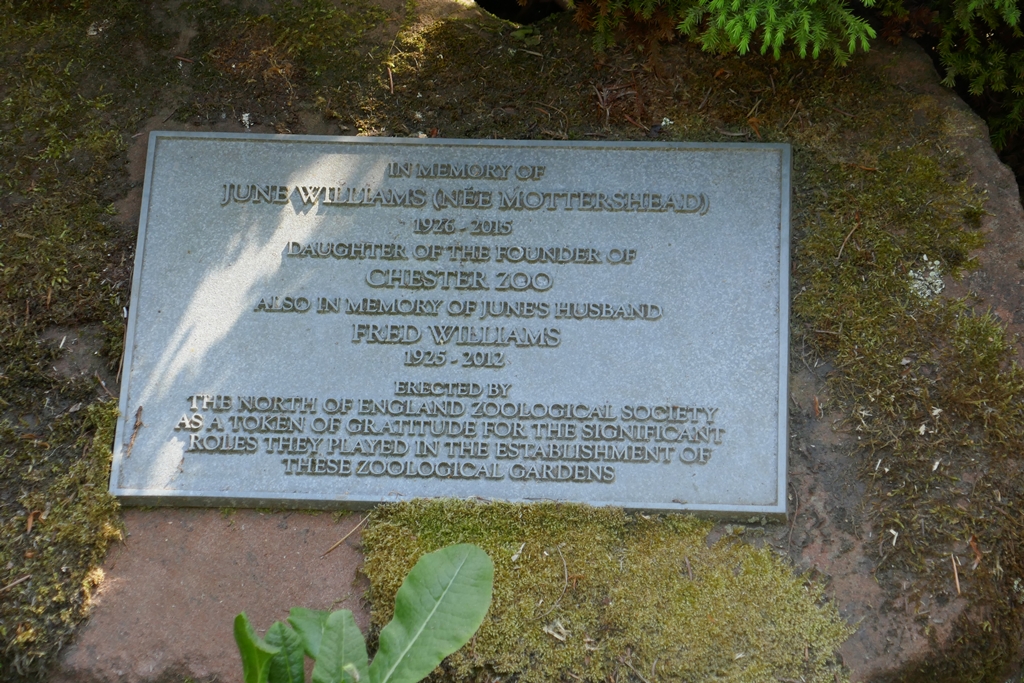 IN MEMORY OF
JUNE WILLIAMS (NÉE MOTTERSHEAD)
1926 - 2015
DAUGHTER OF THE FOUNDER OF
CHESTER ZOO
ALSO IN MEMORY OF JUNE'S HUSBAND
FRED WILLIAMS
1925 - 2012
ERECTED BY
THE NORTH OF ENGLAND ZOOLOGICAL SOCIETY
AS A TOKEN OF GRATITUDE FOR THE SIGNIFICANT
ROLES THEY PLAYED IN THE ESTABLISHMENT OF
THESE ZOOLOGICAL GARDENS